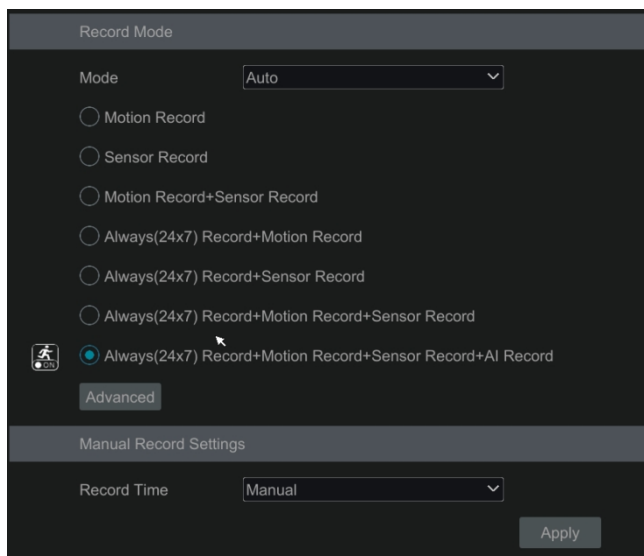 Record Mode
Mode Auto
Motion Record
Sensor Record
Motion Record+Sensor Record
Always(24x7) Record+Motion Record
Always(24x7) Record+Sensor Record
Always(24x7) Record+Motion Record+Sensor Record
ON Always(24x7) Record+Motion Record+Sensor Record+AI Record
Advanced
Manual Record Settings
Record Time Manual
Apply